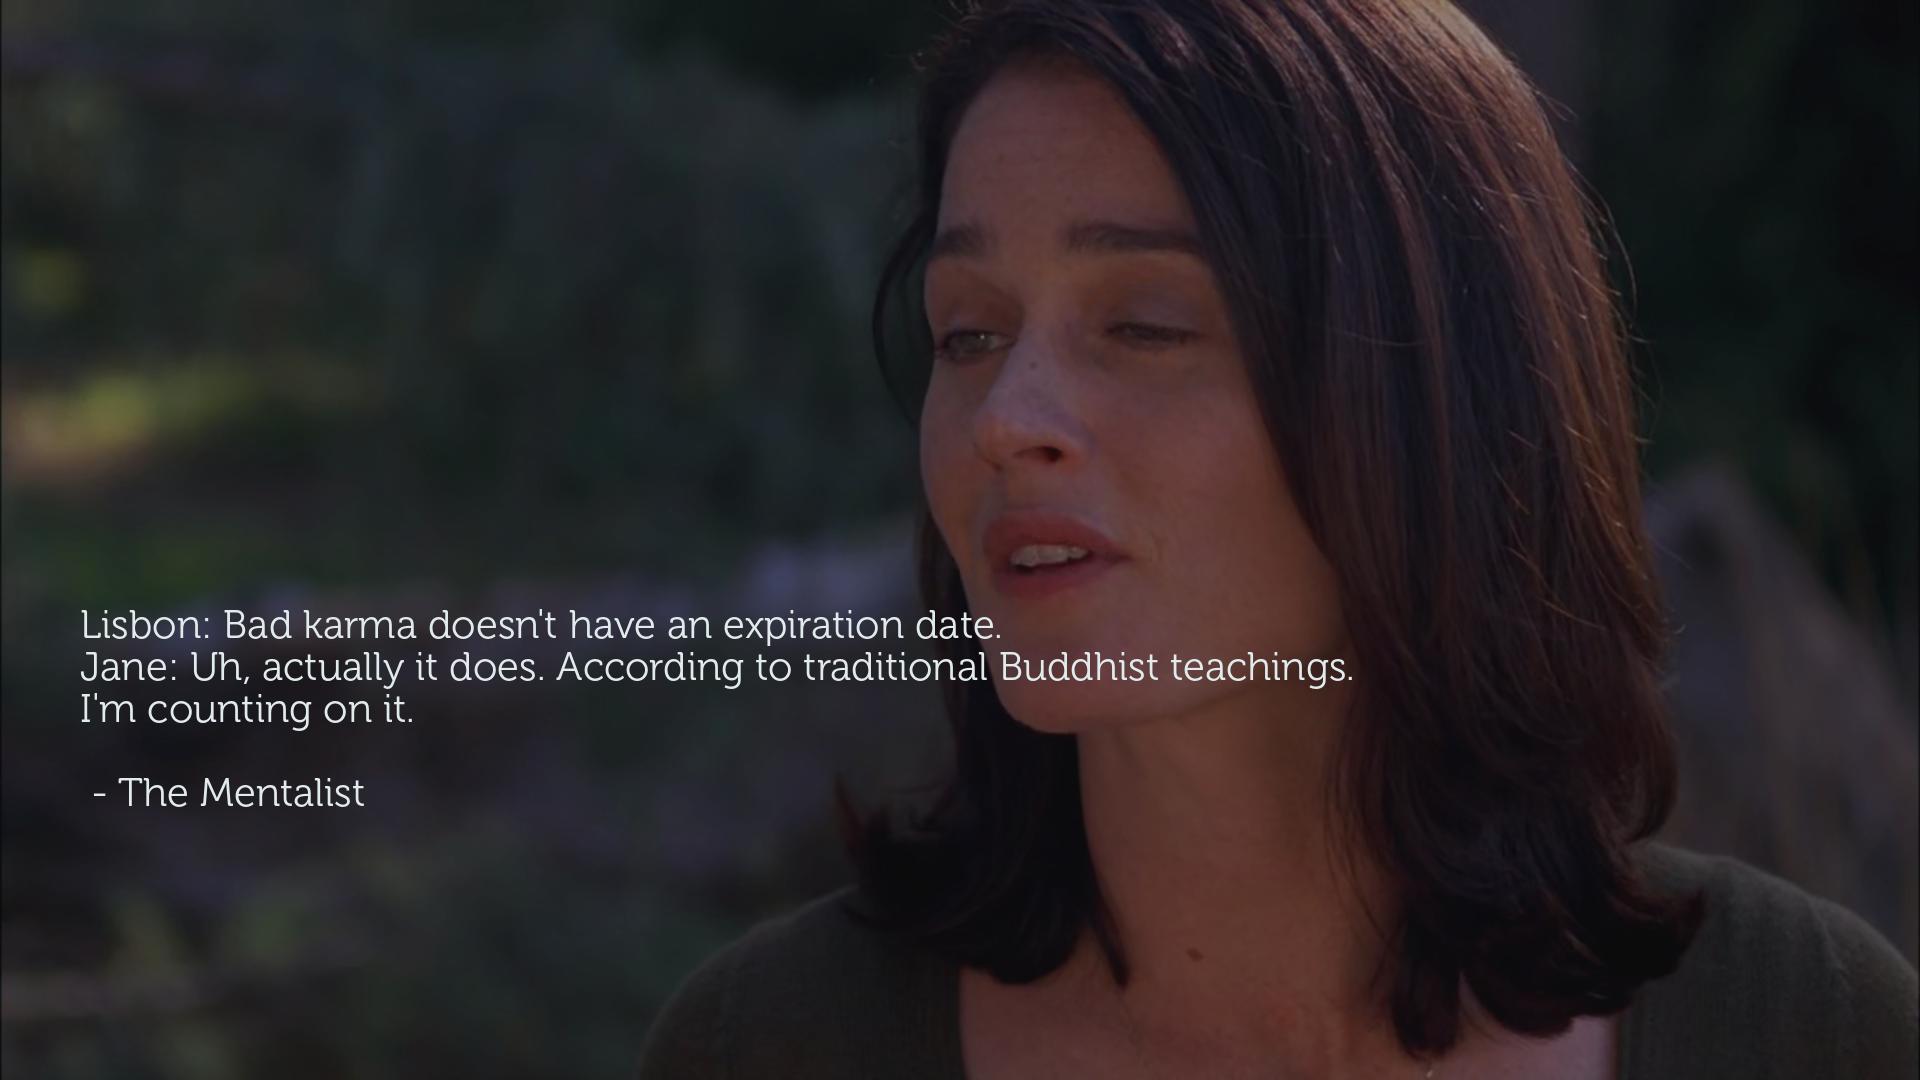 Lisbon: Bad karma doesn't have an expiration date.
Jane: Uh, actually it does. According to traditional Buddhist teachings.
I'm counting on it.
- The Mentalist